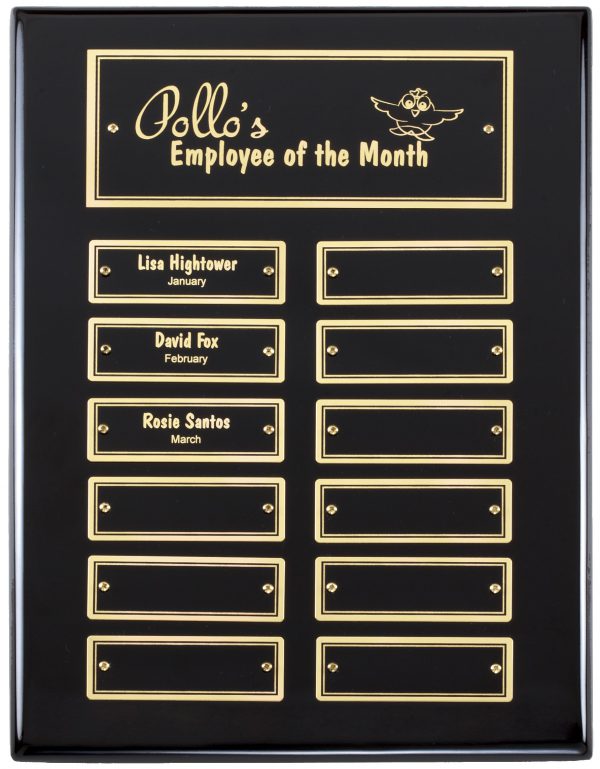 Pollo's
Employee of the Month
Lisa Hightower
January
David Fox
February
Rosie Santos
March